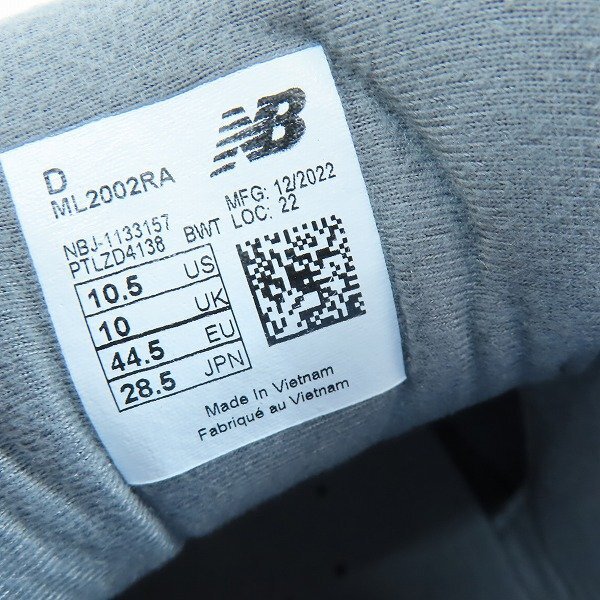 NB
D
ML2002RA
MFG: 12/2022
LOC: 22
NBJ-1133157
PTLZD4138 BWT
10.5 US
10 UK
44.5 EU
28.5 JPN
Made In Vietnam
Fabriqué au Vietnam